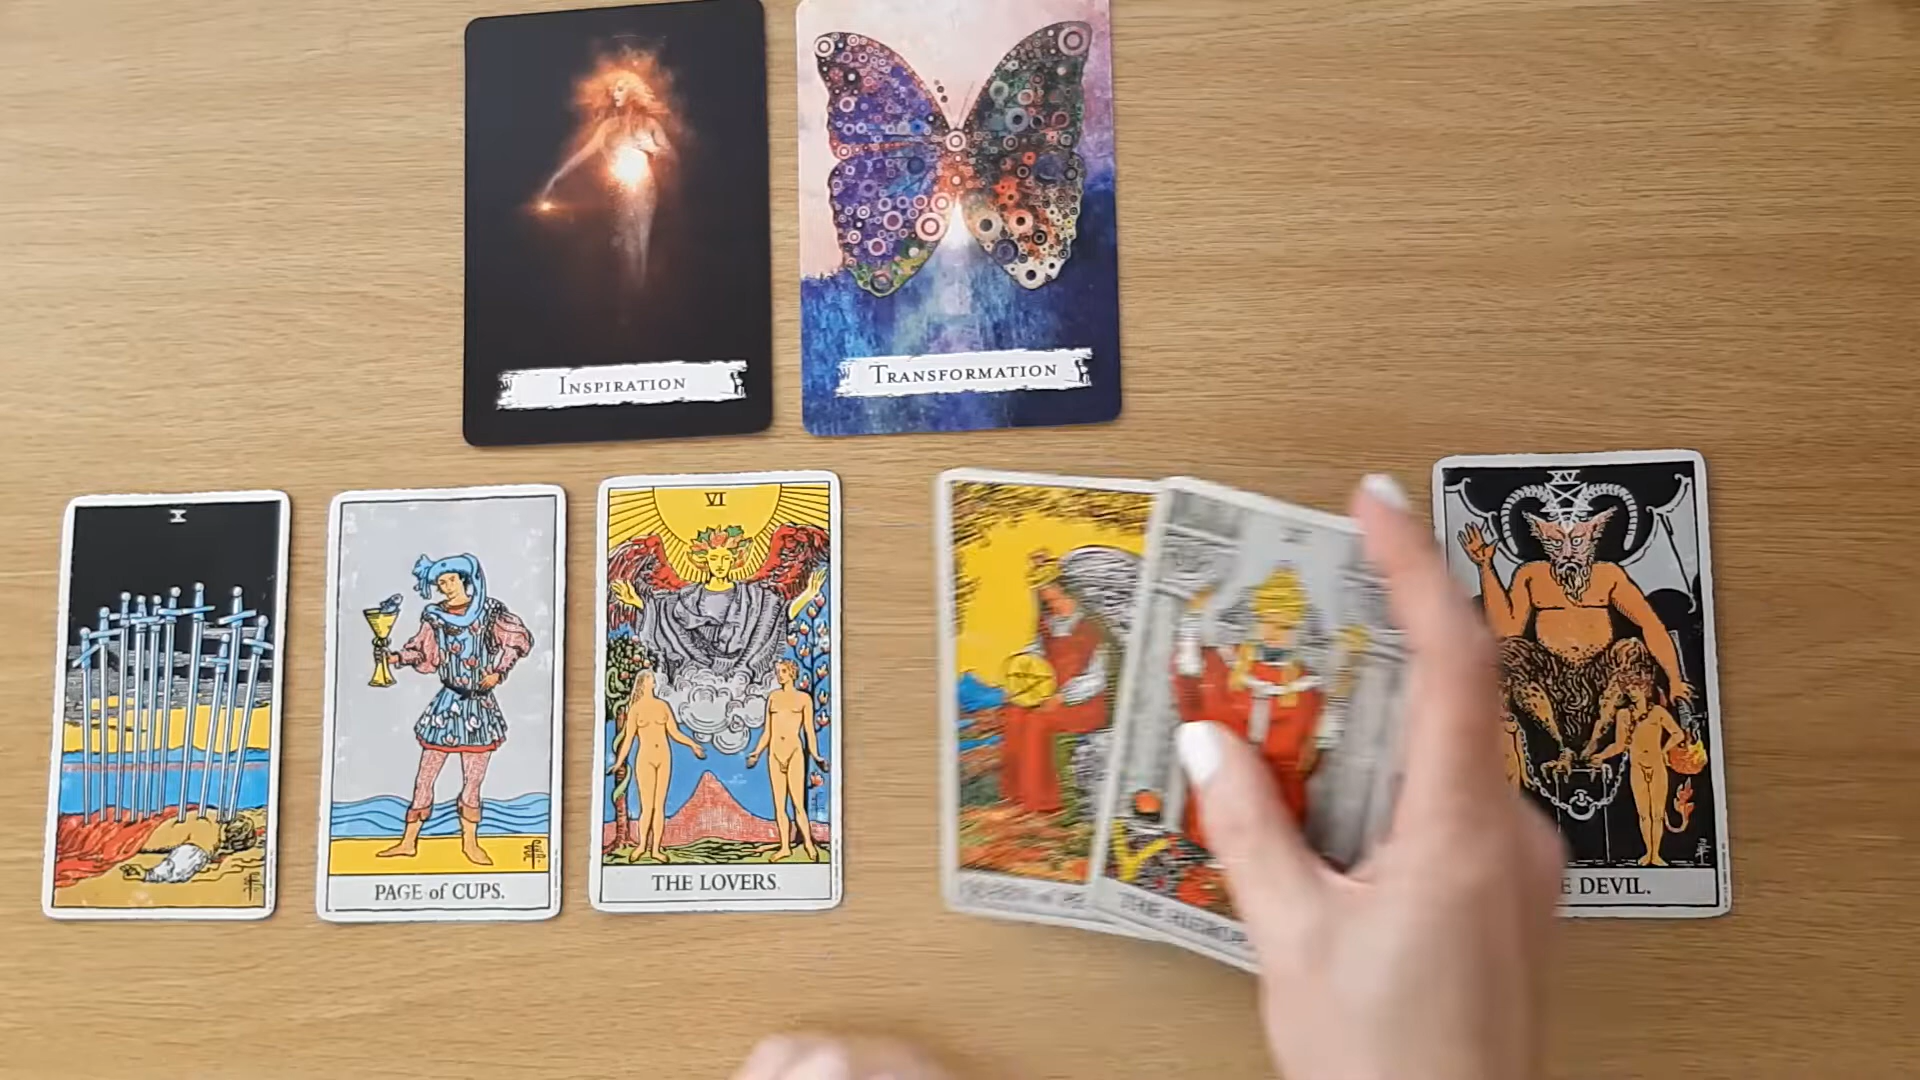 INSPIRATION
TRANSFORMATION
X
PAGE of CUPS.
VI
THE LOVERS.
XV
E DEVIL.